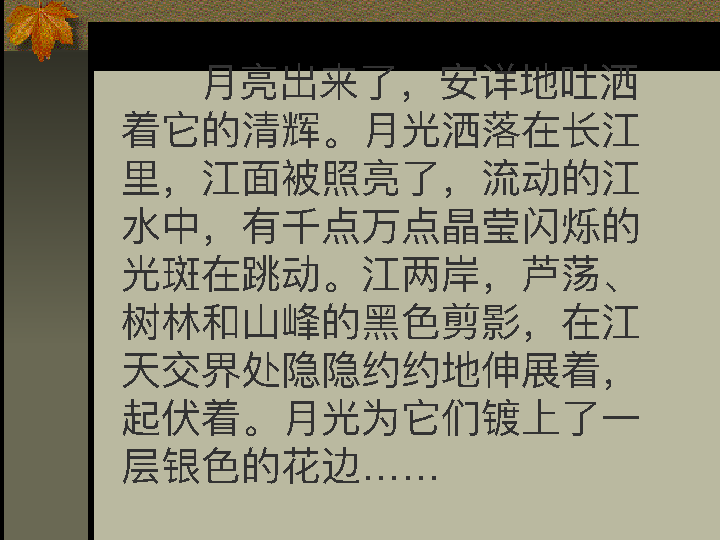 月亮出来了，安详地吐洒
着它的清辉。月光洒落在长江
里，江面被照亮了，流动的江
水中，有千点万点晶莹闪烁的
光斑在跳动。江两岸，芦荡、
树林和山峰的黑色剪影，在江
天交界处隐隐约约地伸展着，
起伏着。月光为它们镀上了一
层银色的花边……